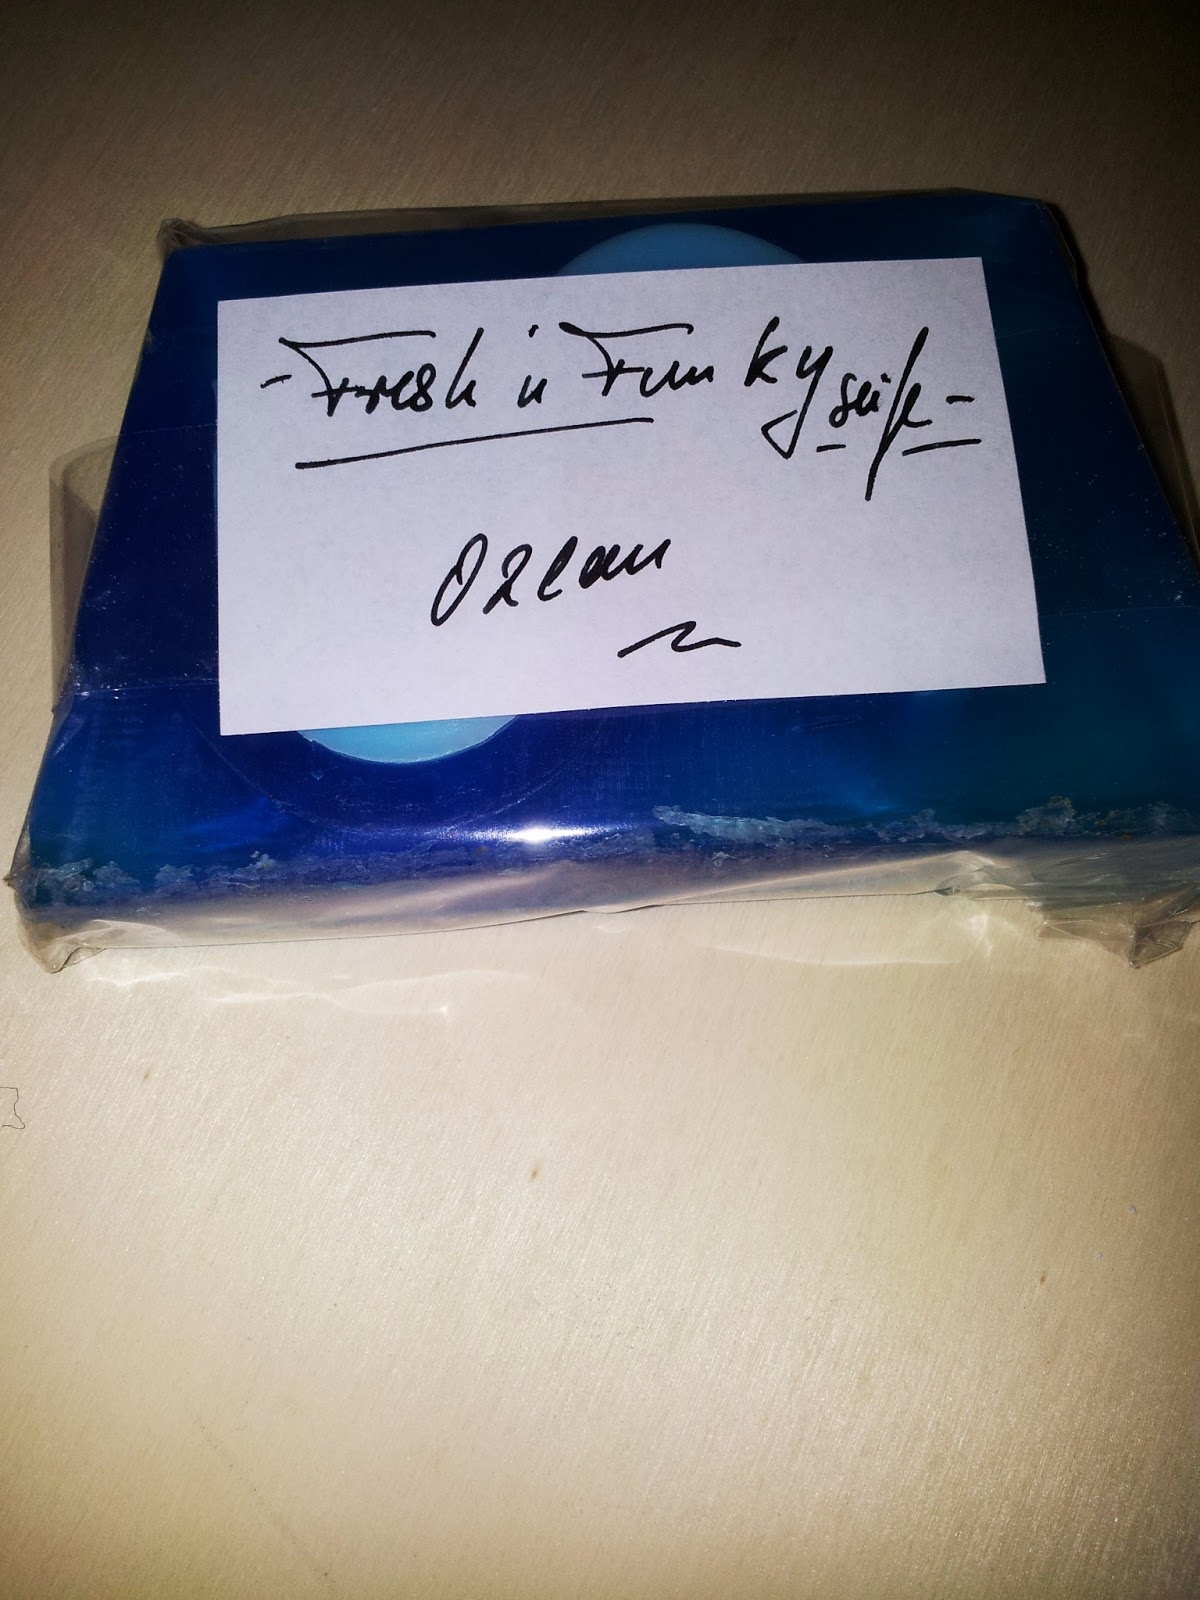 - Fresh 'n Funky seife -
Ozean